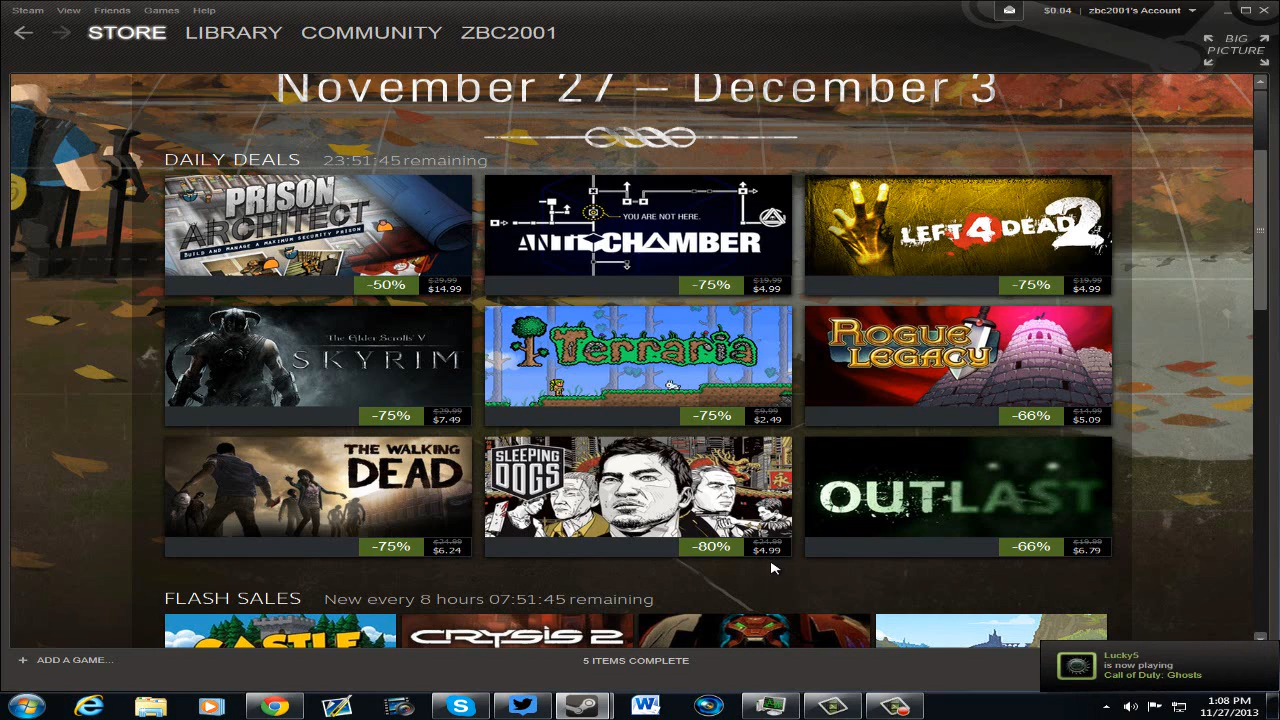 Steam View Friends Games Help
$0.04 | zbc2001's Account
STORE LIBRARY COMMUNITY ZBC2001
BIG
PICTURE
November 27 – December 3
DAILY DEALS 23:51:45 remaining
PRISON
ARCHITECT
BUILD AND MANAGE A MAXIMUM SECURITY PRISON
-50% $29.99
$14.99
YOU ARE NOT HERE.
ANTICHAMBER
-75% $19.99
$4.99
LEFT 4 DEAD 2
-75% $19.99
$4.99
The Elder Scrolls V
SKYRIM
-75% $29.99
$7.49
Terraria
-75% $9.99
$2.49
ROGUE
LEGACY
-66% $14.99
$5.09
THE WALKING
DEAD
-75% $24.99
$6.24
SLEEPING
DOGS
-80% $24.99
$4.99
OUTLAST
-66% $19.99
$6.79
FLASH SALES New every 8 hours 07:51:45 remaining
CASTLE
CRYSIS 2
+ ADD A GAME...
5 ITEMS COMPLETE
Lucky5
is now playing
Call of Duty: Ghosts
1:08 PM
11/27/2013